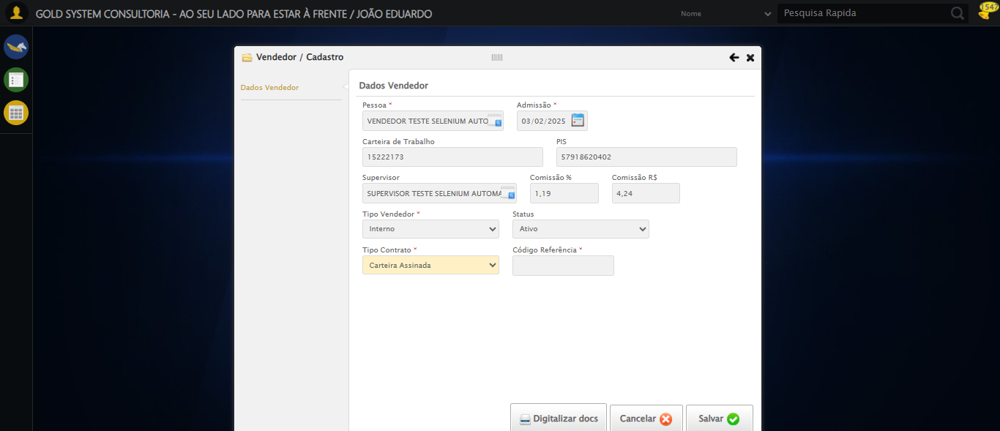 GOLD SYSTEM CONSULTORIA - AO SEU LADO PARA ESTAR À FRENTE / JOÃO EDUARDO
Nome
Pesquisa Rapida
1547
Vendedor / Cadastro
Dados Vendedor
Dados Vendedor
Pessoa *
Admissão *
VENDEDOR TESTE SELENIUM AUTO
03/02/2025
Carteira de Trabalho
PIS
15222173
57918620402
Supervisor
Comissão %
Comissão R$
SUPERVISOR TESTE SELENIUM AUTOMA
1,19
4,24
Tipo Vendedor *
Status
Interno
Ativo
Tipo Contrato *
Código Referência *
Carteira Assinada
Digitalizar docs
Cancelar
Salvar